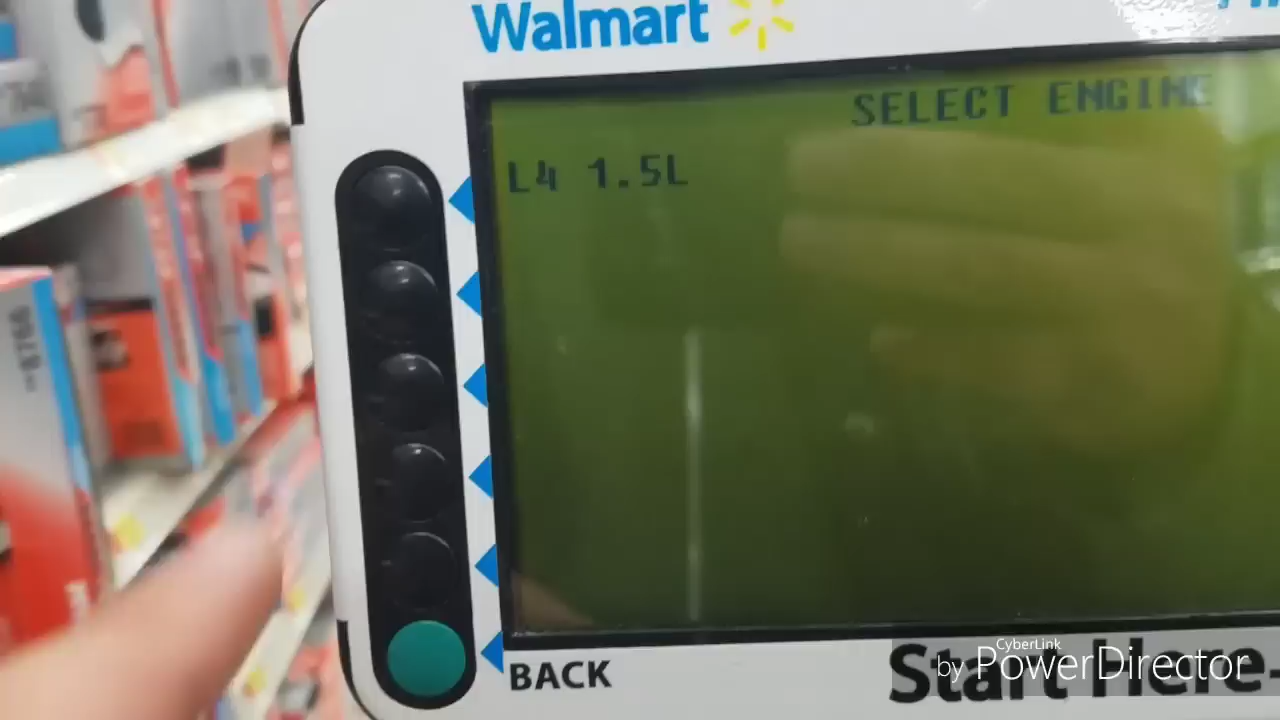 Walmart
SELECT ENGINE
L4 1.5L
BACK
Start Here-
CyberLink
by PowerDirector